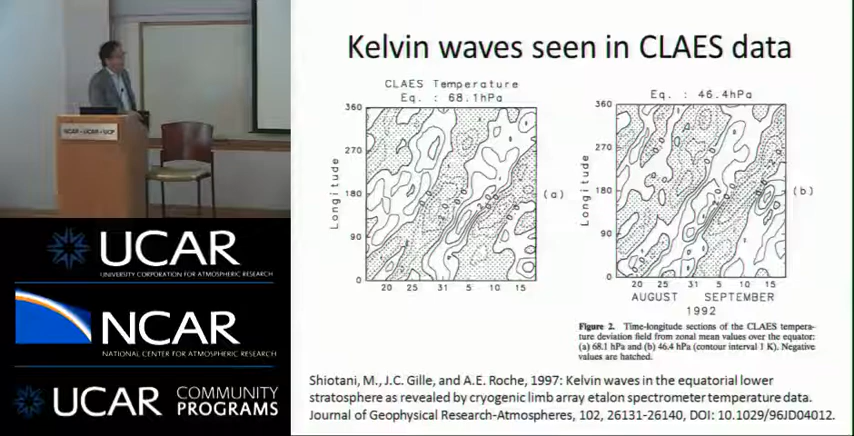 Kelvin waves seen in CLAES data
CLAES Temperature
Eq. : 68.1hPa
Eq. : 46.4hPa
360
270
180
90
0
Longitude
(a)
20 25 31 5 10 15
360
270
180
90
0
Longitude
(b)
20 25 31 5 10 15
AUGUST SEPTEMBER
1992
Figure 2. Time-longitude sections of the CLAES tempera-
ture deviation field from zonal mean values over the equator:
(a) 68.1 hPa and (b) 46.4 hPa (contour interval 1 K). Negative
values are hatched.
Shiotani, M., J.C. Gille, and A.E. Roche, 1997: Kelvin waves in the equatorial lower
stratosphere as revealed by cryogenic limb array etalon spectrometer temperature data.
Journal of Geophysical Research-Atmospheres, 102, 26131-26140, DOI: 10.1029/96JD04012.
NCAR • UCAR • UCP
UCAR
UNIVERSITY CORPORATION FOR ATMOSPHERIC RESEARCH
NCAR
NATIONAL CENTER FOR ATMOSPHERIC RESEARCH
UCAR COMMUNITY
PROGRAMS